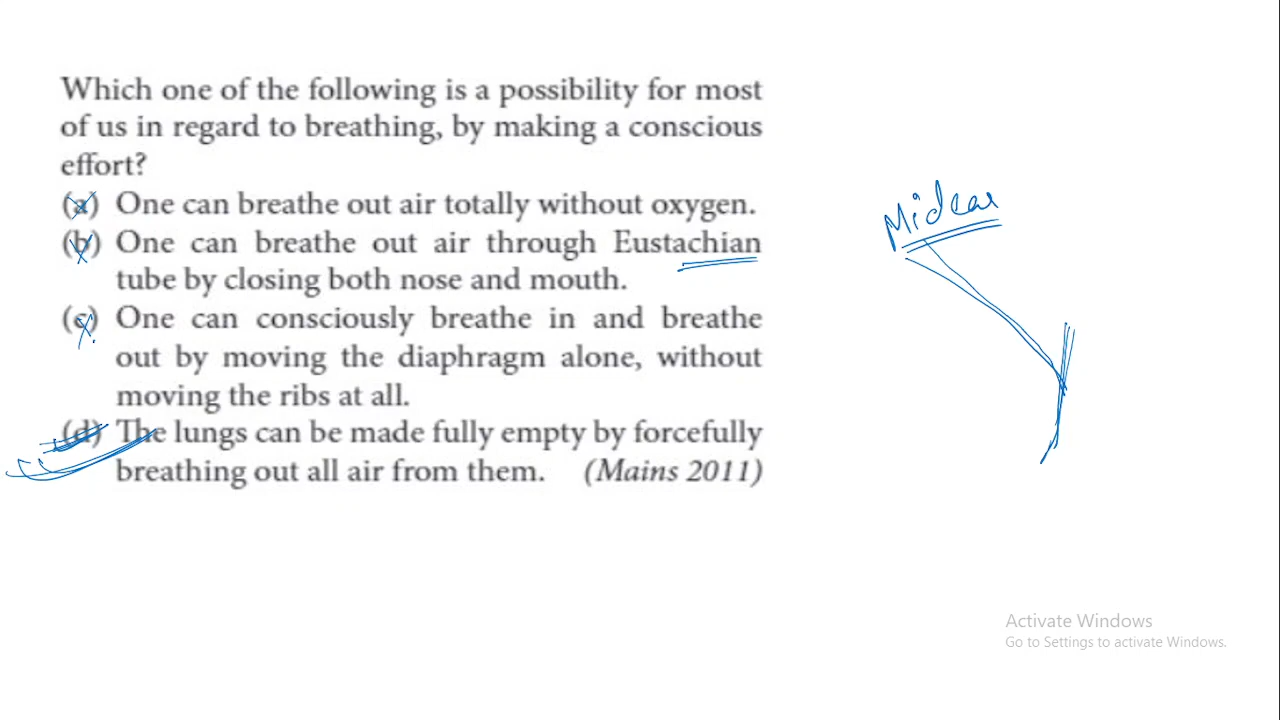 Which one of the following is a possibility for most
of us in regard to breathing, by making a conscious
effort?
(a) One can breathe out air totally without oxygen.
(b) One can breathe out air through Eustachian
tube by closing both nose and mouth.
(c) One can consciously breathe in and breathe
out by moving the diaphragm alone, without
moving the ribs at all.
(d) The lungs can be made fully empty by forcefully
breathing out all air from them. (Mains 2011)
Midear
Activate Windows
Go to Settings to activate Windows.